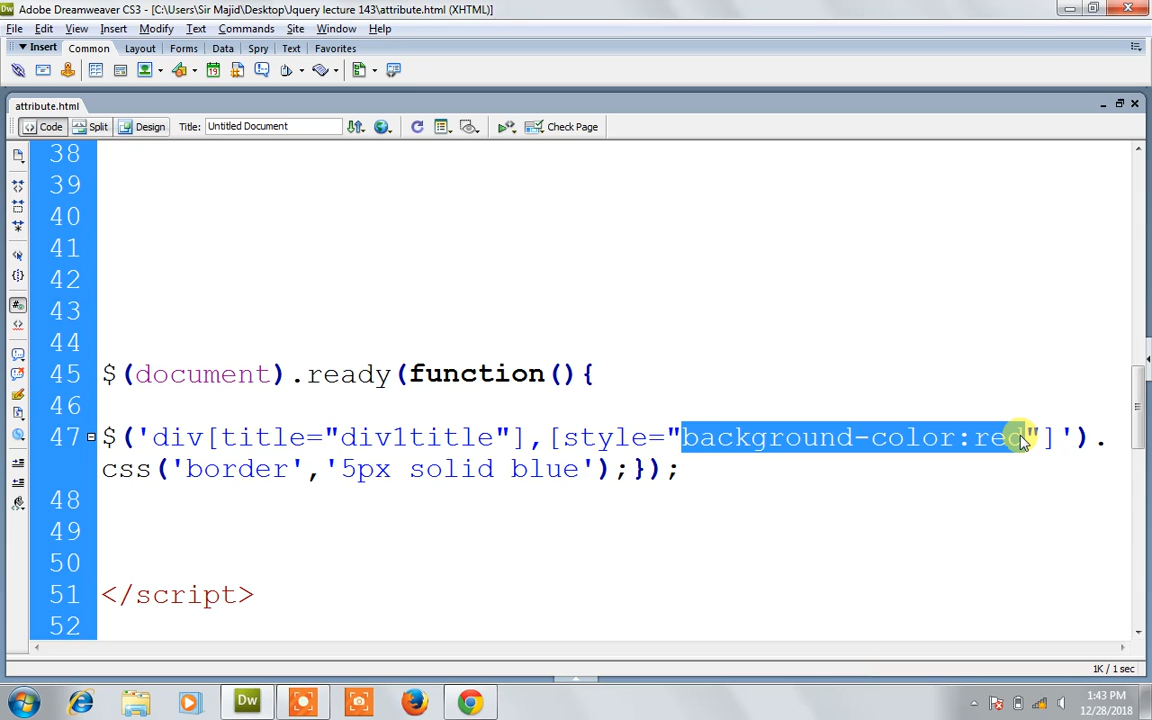 Dw Adobe Dreamweaver CS3 - [C:\Users\Sir Majid\Desktop\Jquery lecture 143\attribute.html (XHTML)]
File Edit View Insert Modify Text Commands Site Window Help
Insert Common Layout Forms Data Spry Text Favorites
attribute.html
Code Split Design Title: Untitled Document Check Page
38
39
40
41
42
43
44
45 $(document).ready(function(){
46
47 $('div[title="div1title"],[style="background-color:red"]').
css('border','5px solid blue');});
48
49
50
51 </script>
52
1K / 1 sec
Dw 1:43 PM
12/28/2018